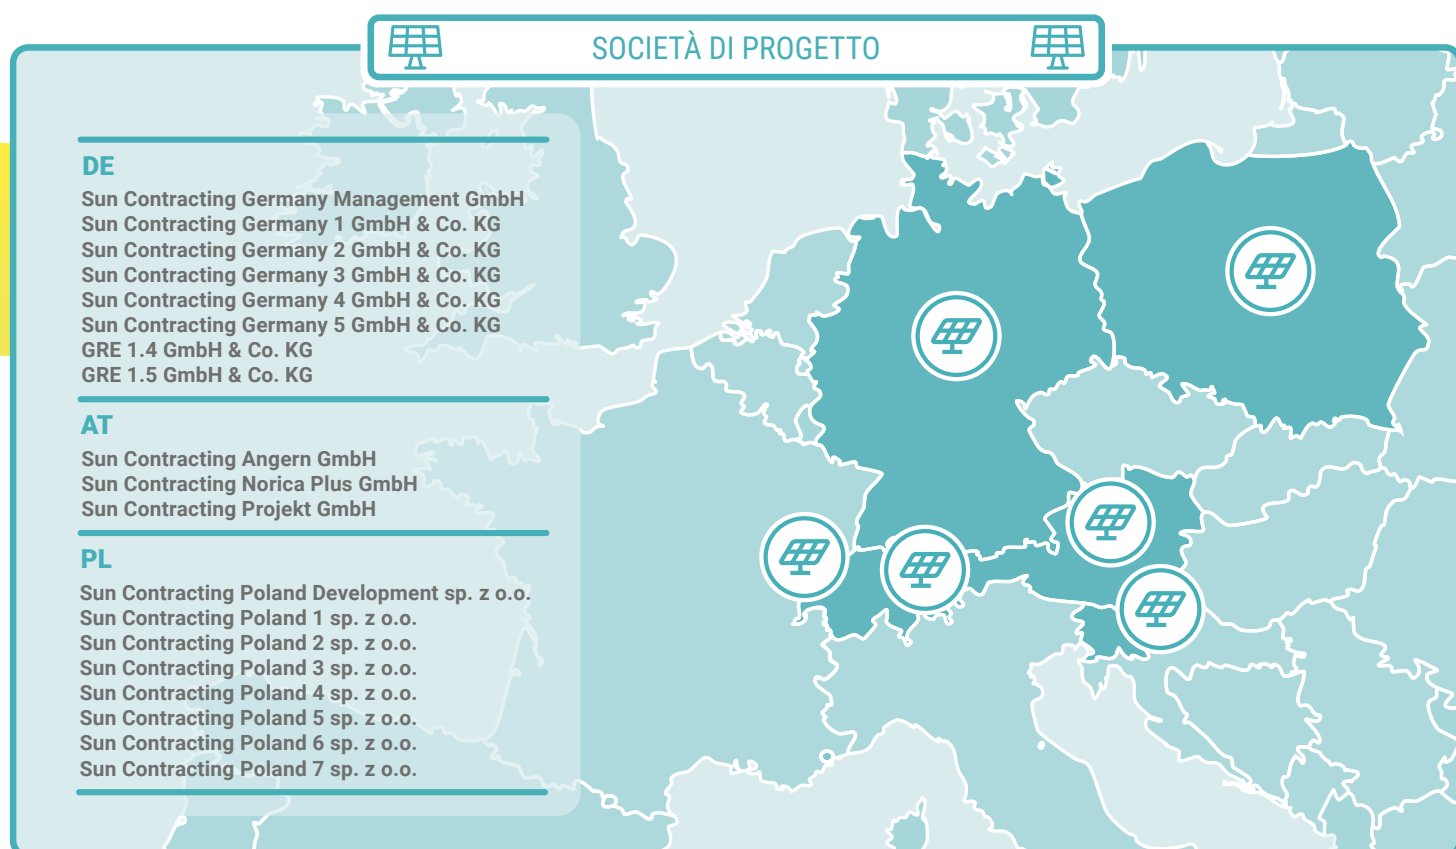 SOCIETÀ DI PROGETTO
DE
Sun Contracting Germany Management GmbH
Sun Contracting Germany 1 GmbH & Co. KG
Sun Contracting Germany 2 GmbH & Co. KG
Sun Contracting Germany 3 GmbH & Co. KG
Sun Contracting Germany 4 GmbH & Co. KG
Sun Contracting Germany 5 GmbH & Co. KG
GRE 1.4 GmbH & Co. KG
GRE 1.5 GmbH & Co. KG
AT
Sun Contracting Angern GmbH
Sun Contracting Norica Plus GmbH
Sun Contracting Projekt GmbH
PL
Sun Contracting Poland Development sp. z o.o.
Sun Contracting Poland 1 sp. z o.o.
Sun Contracting Poland 2 sp. z o.o.
Sun Contracting Poland 3 sp. z o.o.
Sun Contracting Poland 4 sp. z o.o.
Sun Contracting Poland 5 sp. z o.o.
Sun Contracting Poland 6 sp. z o.o.
Sun Contracting Poland 7 sp. z o.o.